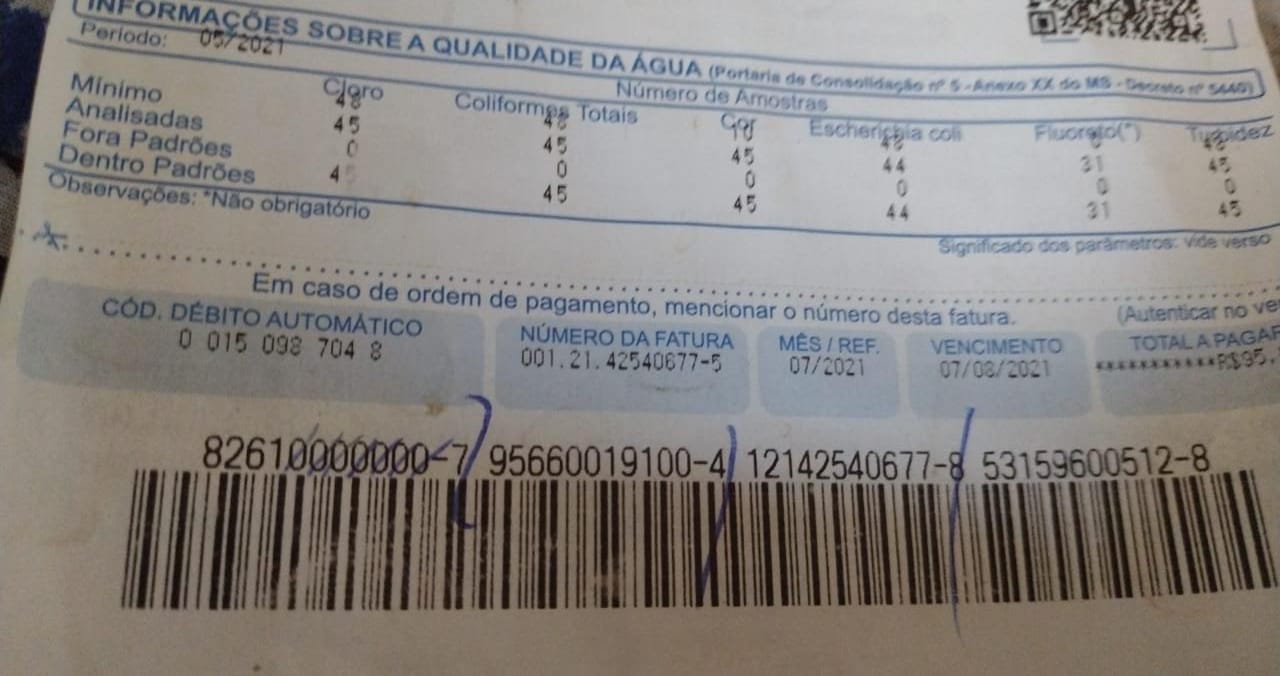 INFORMAÇÕES SOBRE A QUALIDADE DA ÁGUA (Portaria de Consolidação nº 5 - Anexo XX do MS - Decreto nº 5440)
Período: 05/2021
Número de Amostras
Cloro Coliformes Totais Cor Escherichia coli Fluoreto(*) Turbidez
Mínimo 48 48 48 48 48
Analisadas 45 45 45 44 31 45
Fora Padrões 0 0 0 0 0 0
Dentro Padrões 45 45 45 44 31 45
Observações: *Não obrigatório
Significado dos parâmetros: vide verso
Em caso de ordem de pagamento, mencionar o número desta fatura.
(Autenticar no ve
CÓD. DÉBITO AUTOMÁTICO NÚMERO DA FATURA MÊS / REF. VENCIMENTO TOTAL A PAGAR
0 015 098 704 8 001.21.42540677-5 07/2021 07/08/2021 ***********R$95,
82610000000-7 95660019100-4 12142540677-8 53159600512-8